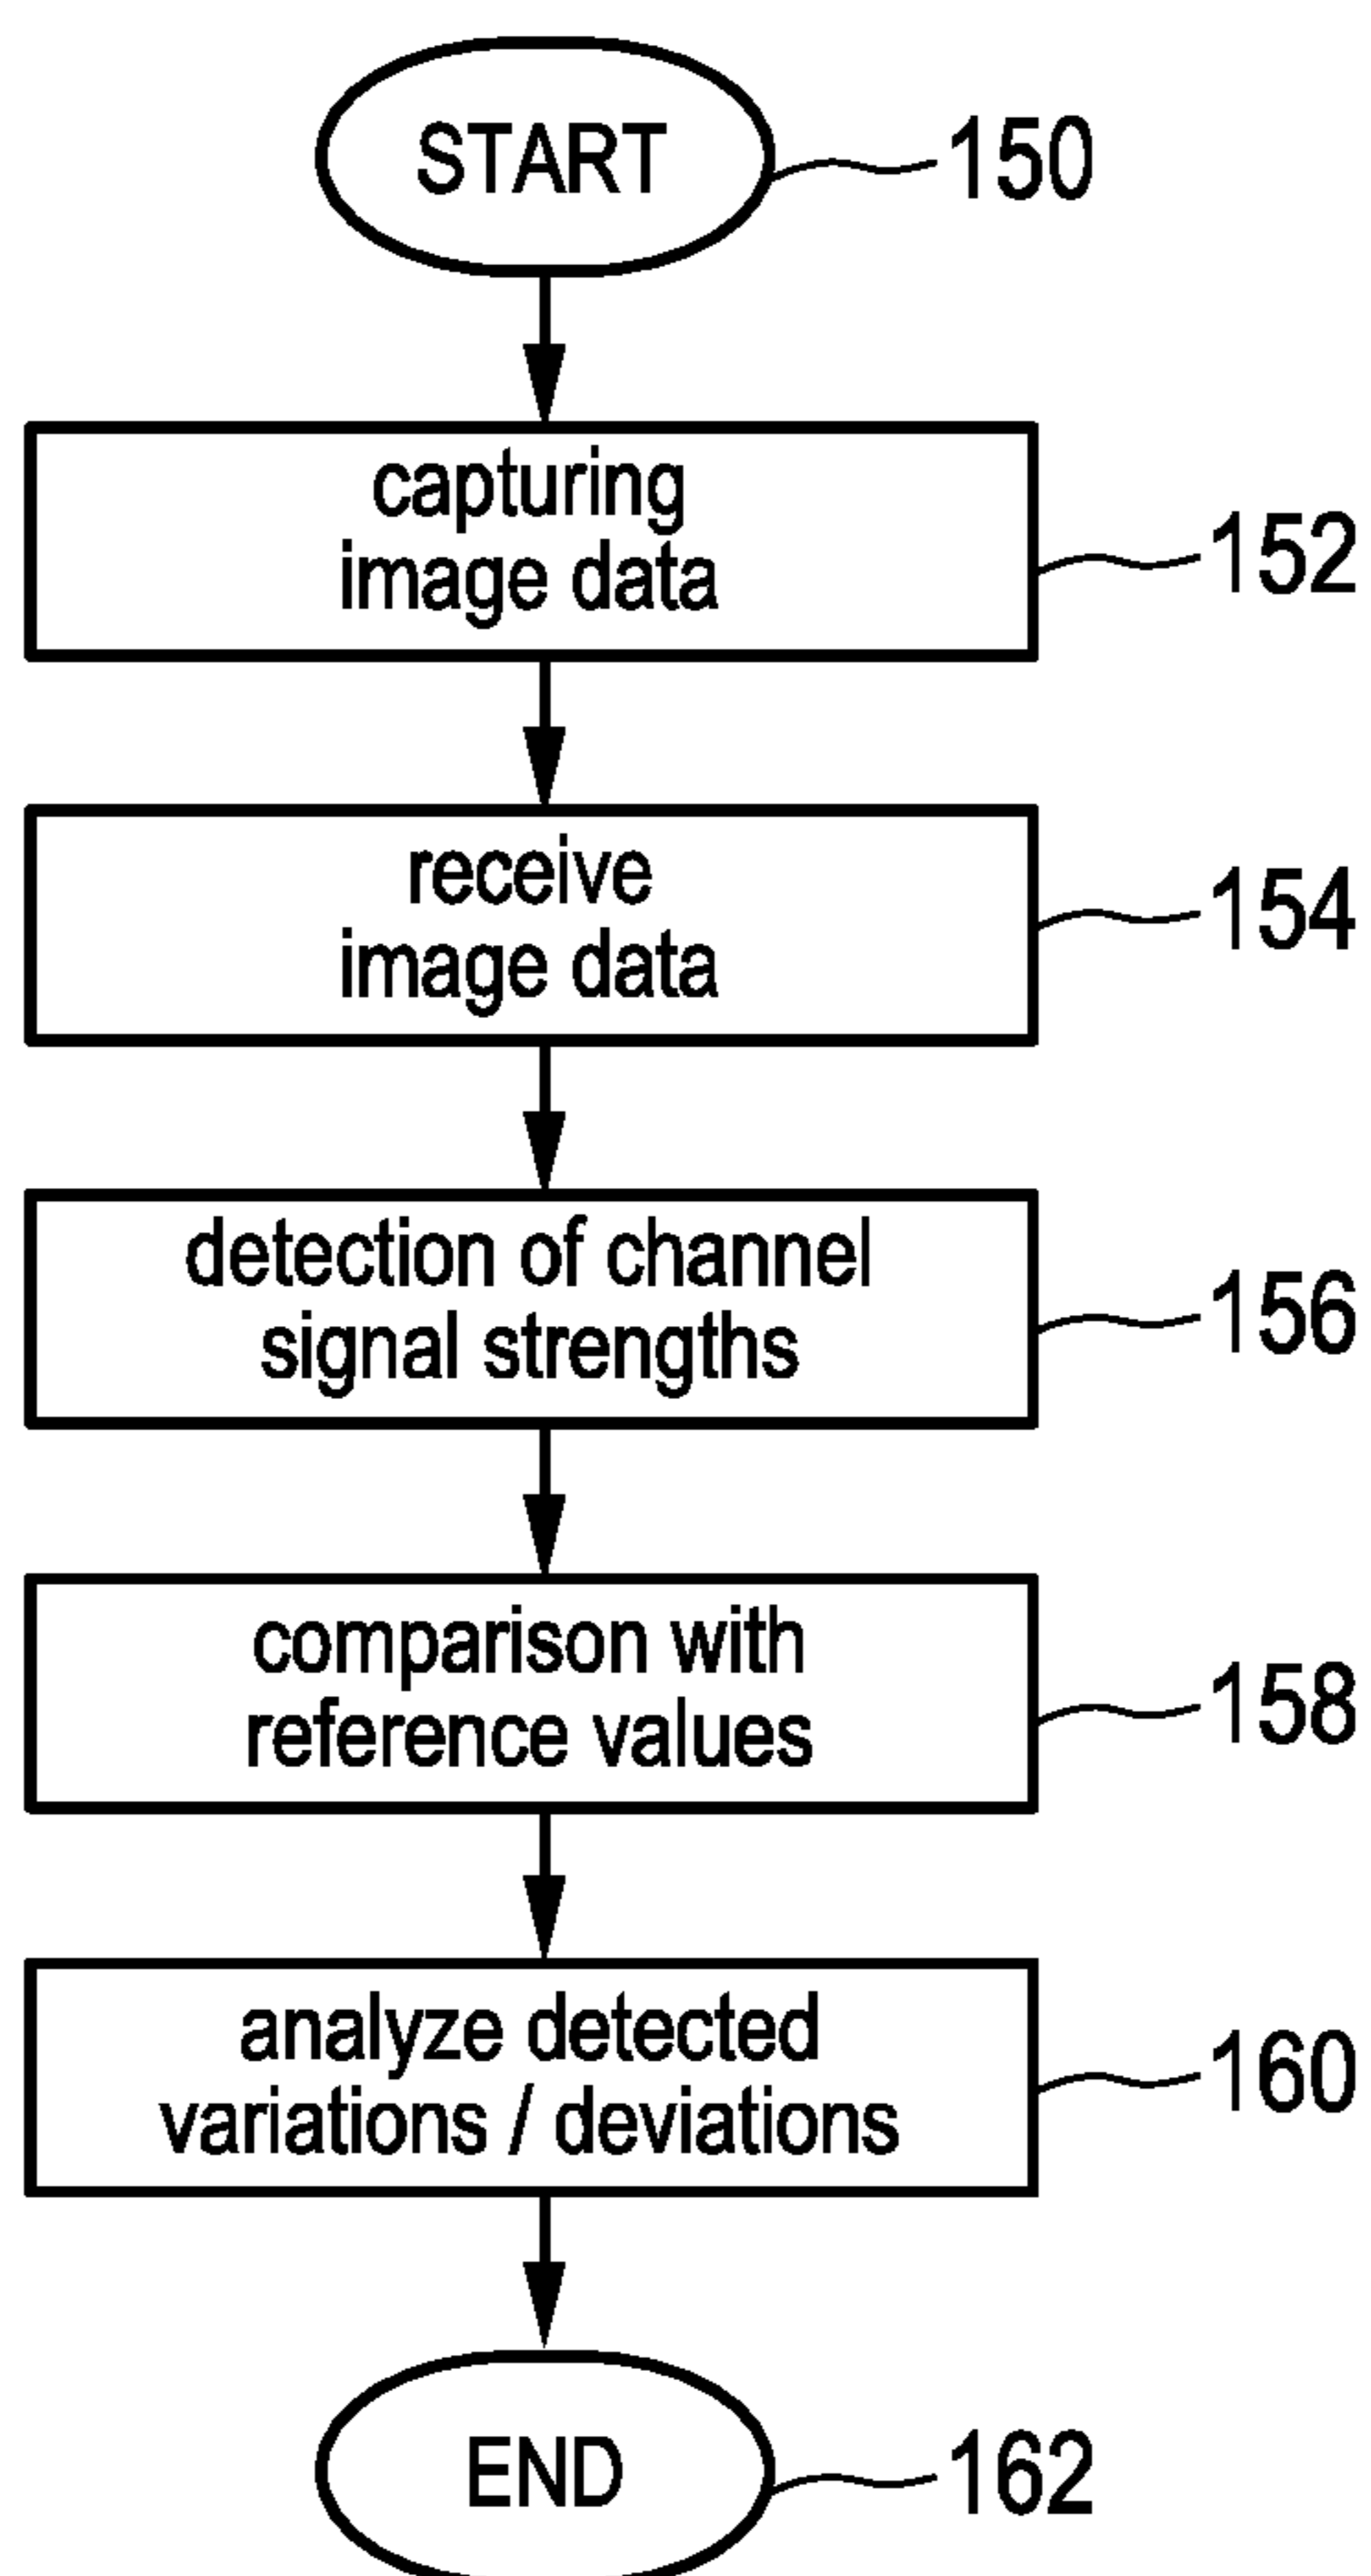 START
150
capturing
image data
152
receive
image data
154
detection of channel
signal strengths
156
comparison with
reference values
158
analyze detected
variations / deviations
160
END
162